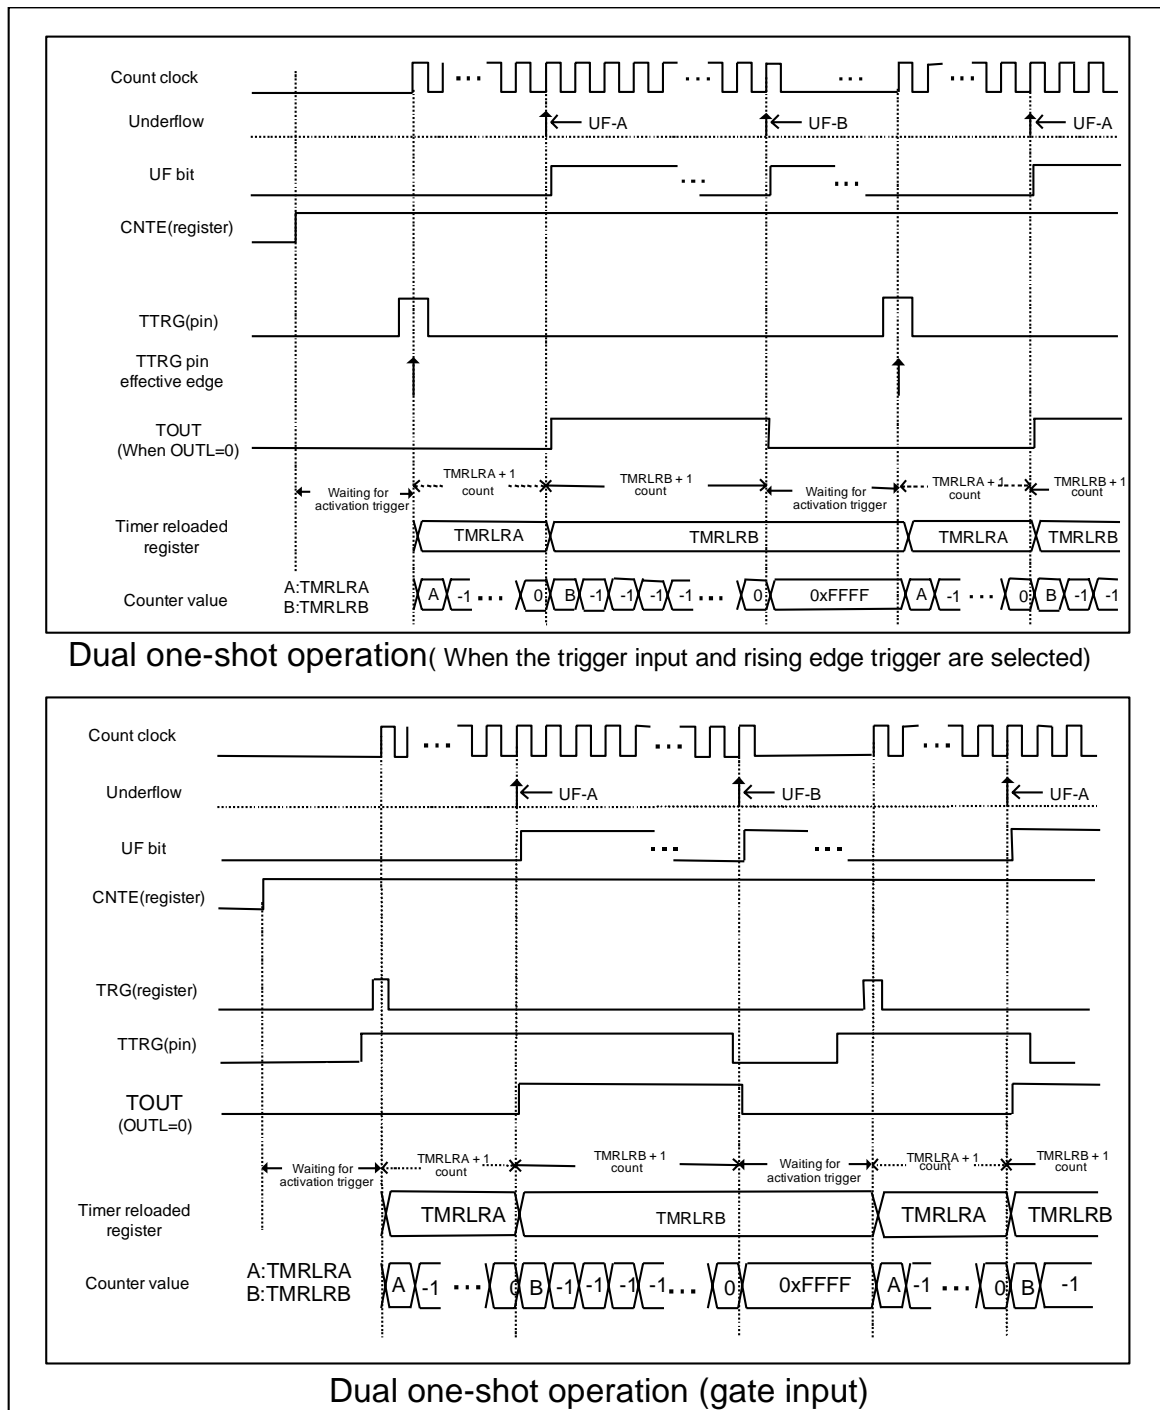 Count clock
Underflow
UF-A
UF-B
UF-A
UF bit
CNTE(register)
TTRG(pin)
TTRG pin
effective edge
TOUT
(When OUTL=0)
Waiting for
activation trigger
TMRLRA + 1
count
TMRLRB + 1
count
Waiting for
activation trigger
TMRLRA + 1
count
TMRLRB + 1
count
Timer reloaded
register
TMRLRA
TMRLRB
TMRLRA
TMRLRB
Counter value
A:TMRLRA
B:TMRLRB
A -1 ... 0 B -1 -1 -1 -1 ... 0 0xFFFF A -1 ... 0 B -1 -1
Dual one-shot operation( When the trigger input and rising edge trigger are selected)
Count clock
Underflow
UF-A
UF-B
UF-A
UF bit
CNTE(register)
TRG(register)
TTRG(pin)
TOUT
(OUTL=0)
Waiting for
activation trigger
TMRLRA + 1
count
TMRLRB + 1
count
Waiting for
activation trigger
TMRLRA + 1
count
TMRLRB + 1
count
Timer reloaded
register
TMRLRA
TMRLRB
TMRLRA
TMRLRB
Counter value
A:TMRLRA
B:TMRLRB
A -1 ... 0 B -1 -1 -1 -1 ... 0 0xFFFF A -1 ... 0 B -1
Dual one-shot operation (gate input)